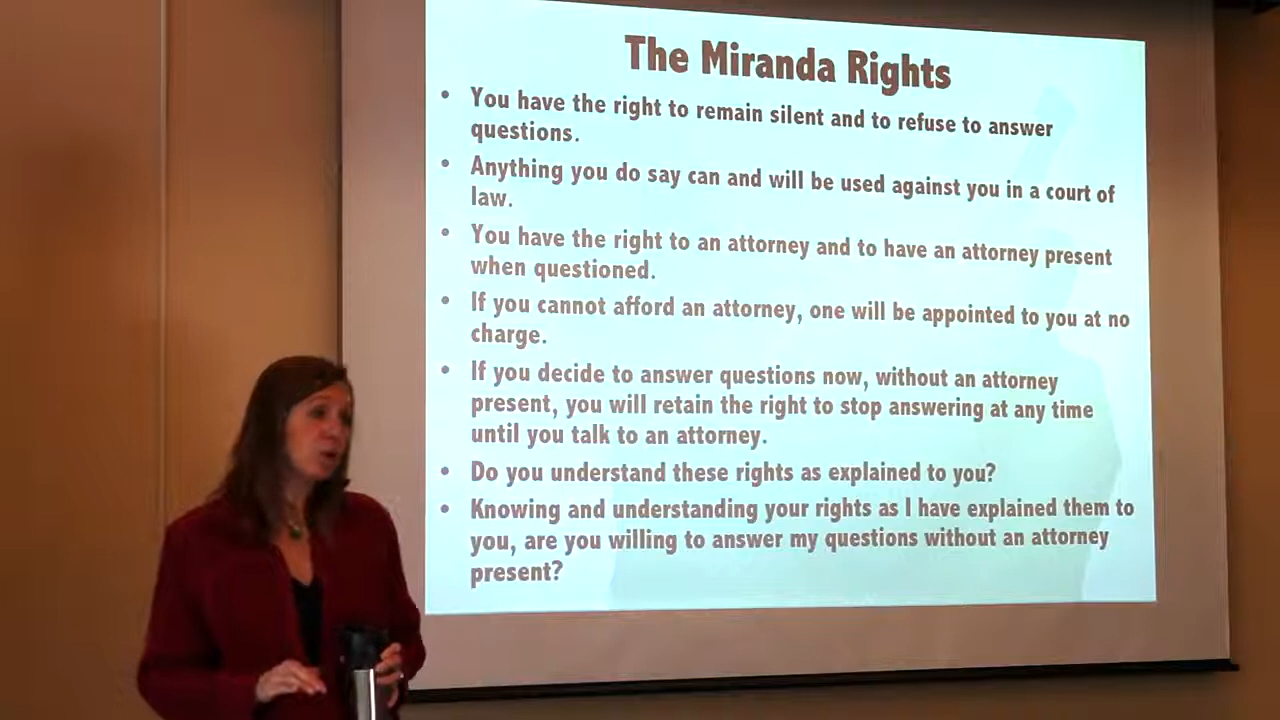 The Miranda Rights
• You have the right to remain silent and to refuse to answer
questions.
• Anything you do say can and will be used against you in a court of
law.
• You have the right to an attorney and to have an attorney present
when questioned.
• If you cannot afford an attorney, one will be appointed to you at no
charge.
• If you decide to answer questions now, without an attorney
present, you will retain the right to stop answering at any time
until you talk to an attorney.
• Do you understand these rights as explained to you?
• Knowing and understanding your rights as I have explained them to
you, are you willing to answer my questions without an attorney
present?